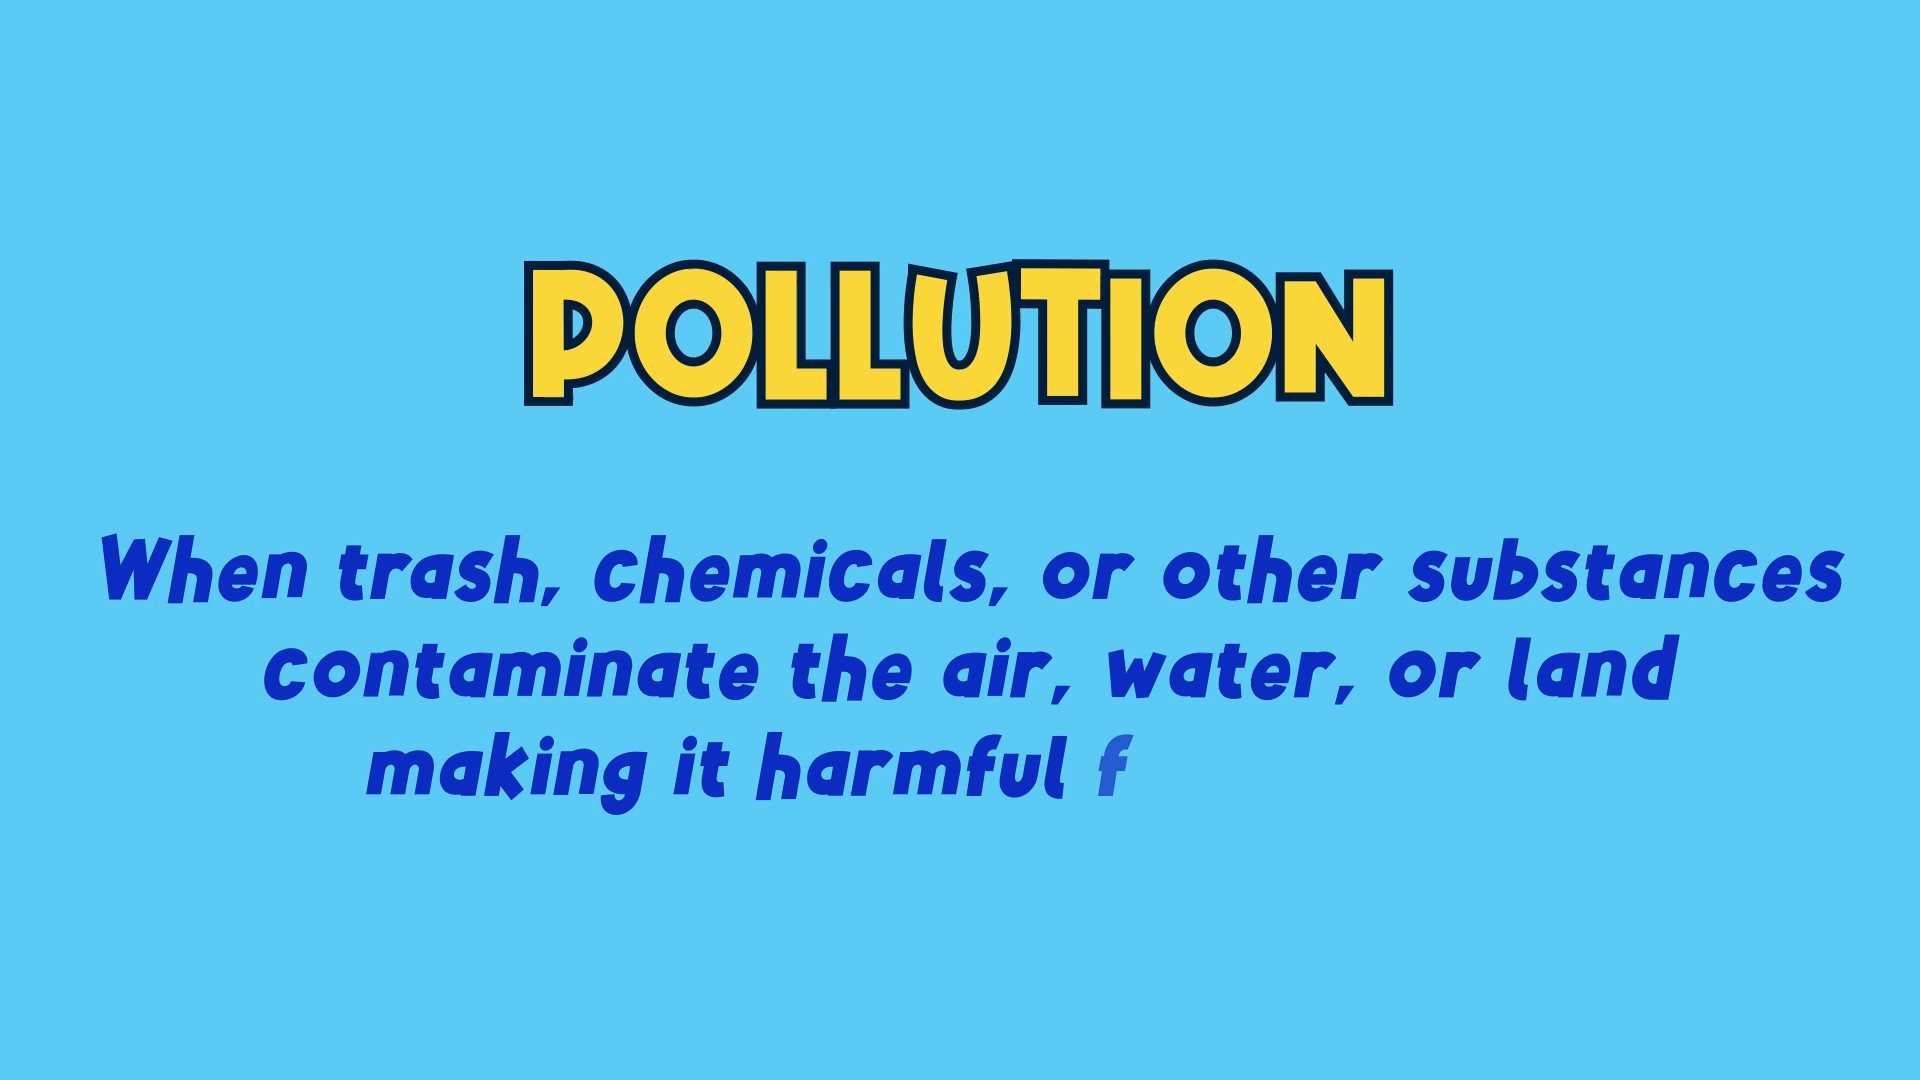 POLLUTION
When trash, chemicals, or other substances
contaminate the air, water, or land
making it harmful f